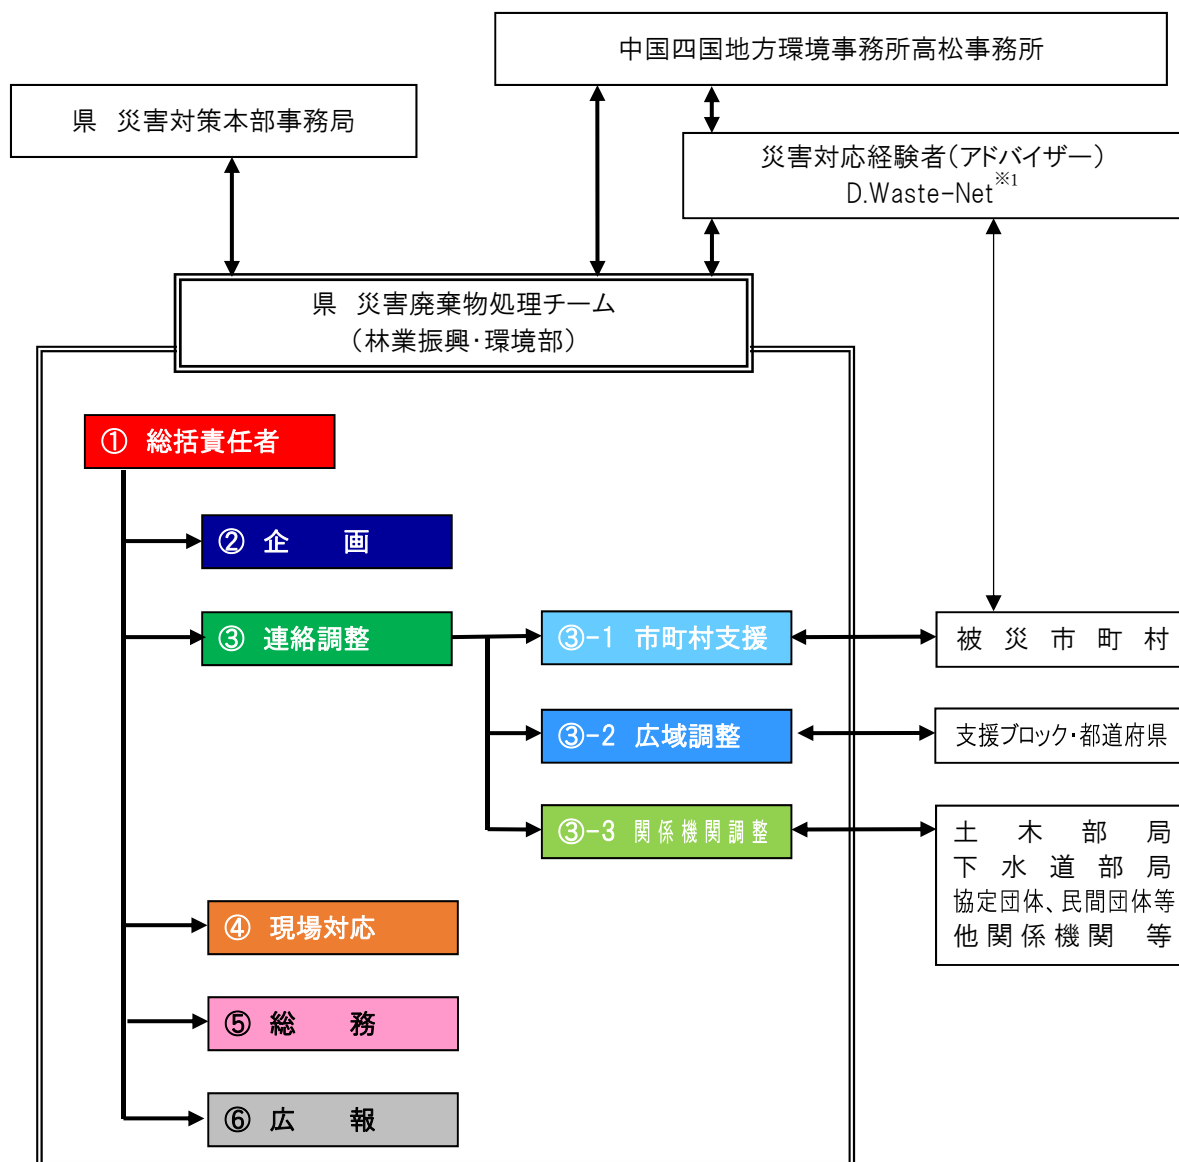 中国四国地方環境事務所高松事務所
県 災害対策本部事務局
災害対応経験者(アドバイザー)
D.Waste-Net※1
県 災害廃棄物処理チーム
(林業振興・環境部)
① 総括責任者
② 企 画
③ 連絡調整
③-1 市町村支援
被災市町村
③-2 広域調整
支援ブロック・都道府県
③-3 関係機関調整
土木部局
下水道部局
協定団体、民間団体等
他関係機関 等
④ 現場対応
⑤ 総 務
⑥ 広 報